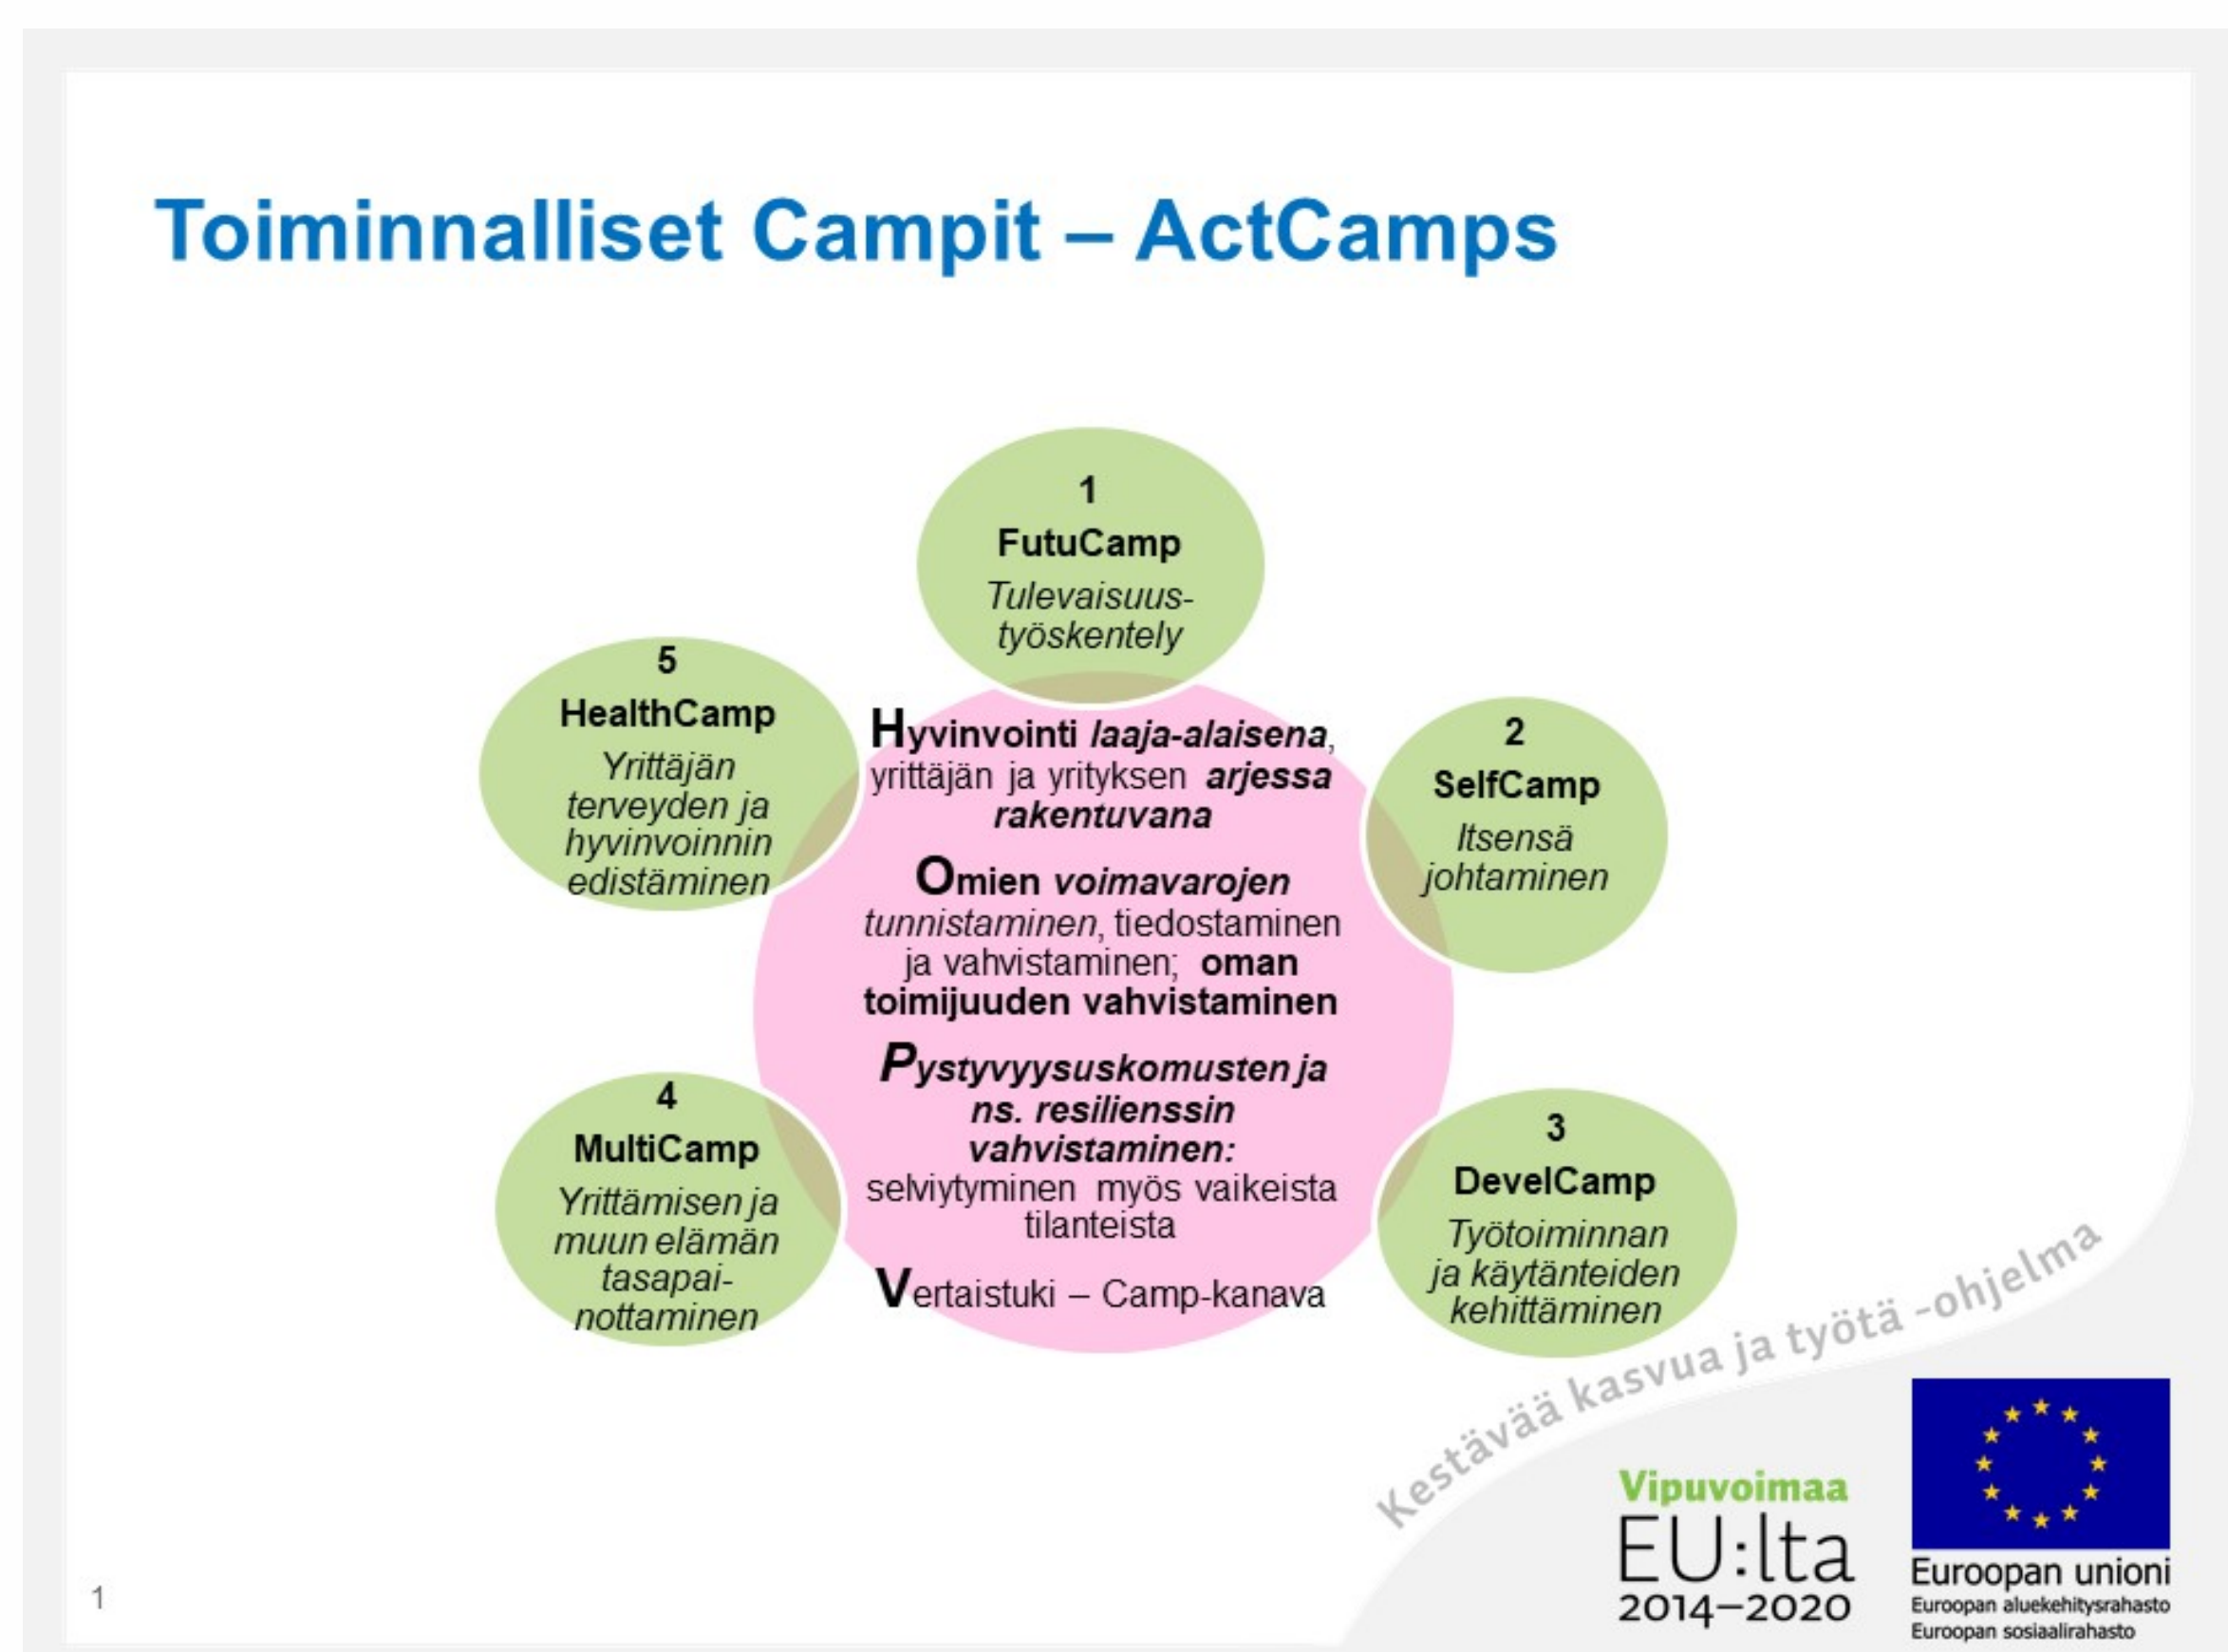 Toiminnalliset Campit – ActCamps
1
FutuCamp
Tulevaisuus-
työskentely
2
SelfCamp
Itsensä
johtaminen
3
DevelCamp
Työtoiminnan
ja käytänteiden
kehittäminen
4
MultiCamp
Yrittämisen ja
muun elämän
tasapai-
nottaminen
5
HealthCamp
Yrittäjän
terveyden ja
hyvinvoinnin
edistäminen
Hyvinvointi laaja-alaisena,
yrittäjän ja yrityksen arjessa
rakentuvana
Omien voimavarojen
tunnistaminen, tiedostaminen
ja vahvistaminen; oman
toimijuuden vahvistaminen
Pystyvyysuskomusten ja
ns. resilienssin
vahvistaminen:
selviytyminen myös vaikeista
tilanteista
Vertaistuki – Camp-kanava
Kestävää kasvua ja työtä -ohjelma
Vipuvoimaa
EU:lta
2014–2020
Euroopan unioni
Euroopan aluekehitysrahasto
Euroopan sosiaalirahasto
1